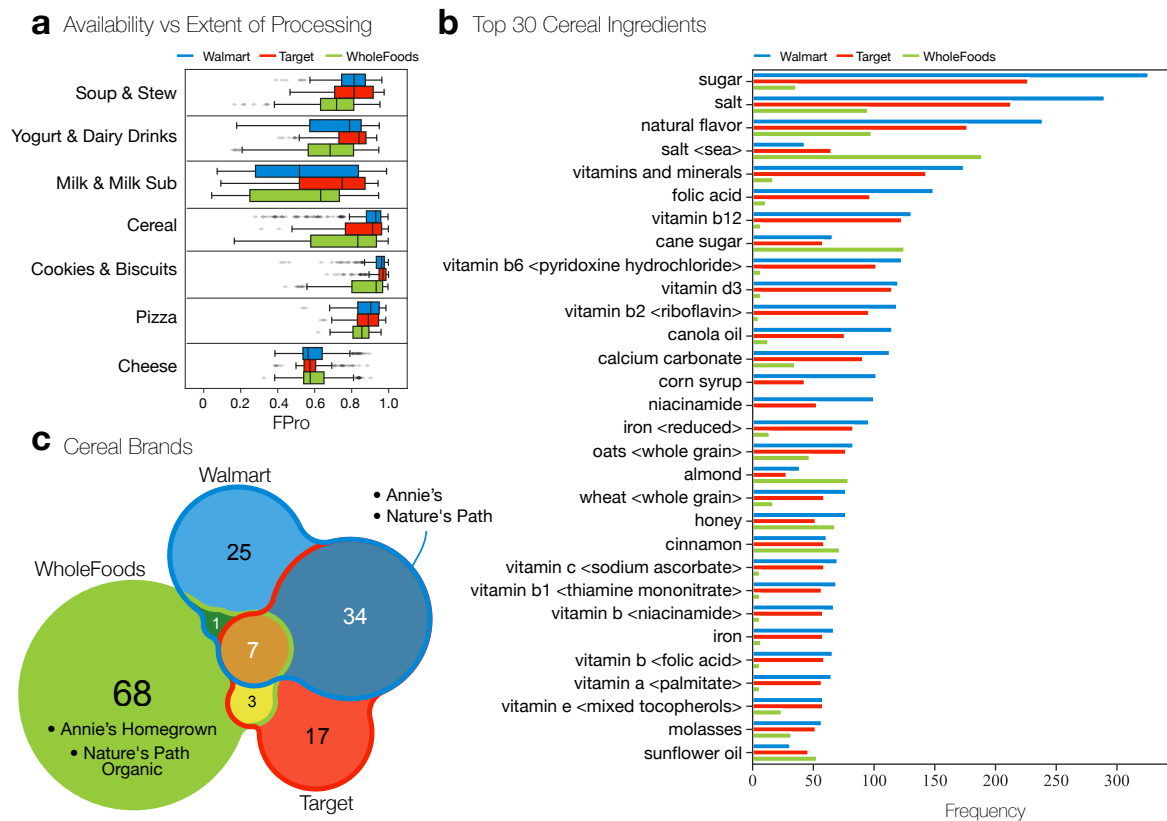 a Availability vs Extent of Processing
Walmart Target WholeFoods
Soup & Stew
Yogurt & Dairy Drinks
Milk & Milk Sub
Cereal
Cookies & Biscuits
Pizza
Cheese
0 0.2 0.4 0.6 0.8 1.0
FPro
b Top 30 Cereal Ingredients
Walmart Target WholeFoods
sugar
salt
natural flavor
salt <sea>
vitamins and minerals
folic acid
vitamin b12
cane sugar
vitamin b6 <pyridoxine hydrochloride>
vitamin d3
vitamin b2 <riboflavin>
canola oil
calcium carbonate
corn syrup
niacinamide
iron <reduced>
oats <whole grain>
almond
wheat <whole grain>
honey
cinnamon
vitamin c <sodium ascorbate>
vitamin b1 <thiamine mononitrate>
vitamin b <niacinamide>
iron
vitamin b <folic acid>
vitamin a <palmitate>
vitamin e <mixed tocopherols>
molasses
sunflower oil
0 50 100 150 200 250 300
Frequency
c Cereal Brands
Walmart
• Annie's
• Nature's Path
25
WholeFoods
34
1
7
68
3
• Annie's Homegrown
• Nature's Path
Organic
17
Target